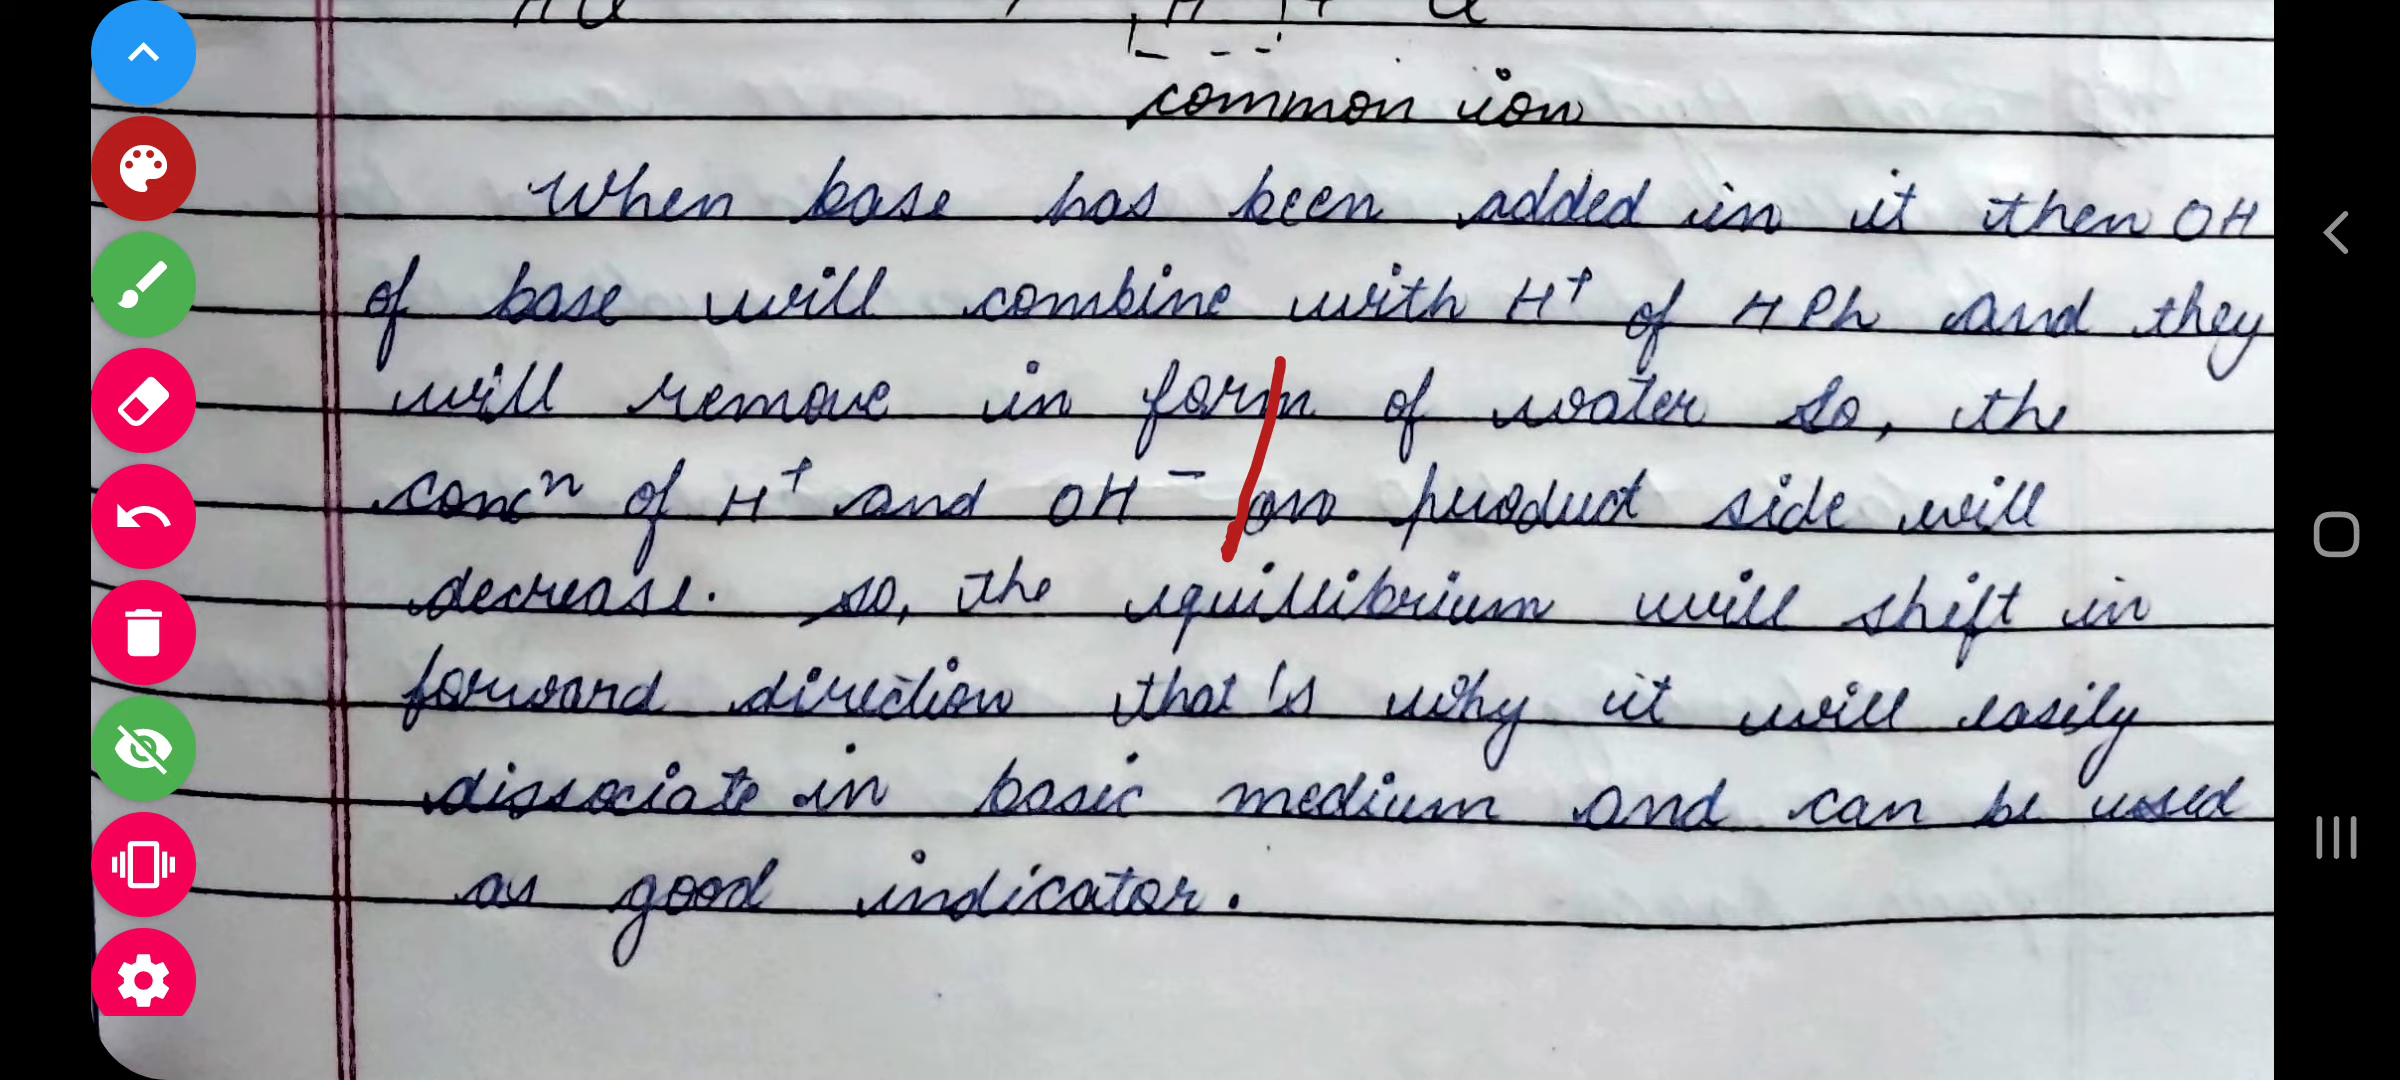 HCl H+ + Cl
common ion
When base has been added in it then OH
of base will combine with H+ of HPh and they
will remove in form of water so, the
concn of H+ and OH- on product side will
decrease. so, the equillibrium will shift in
forward direction that's why it will easily
dissociate in basic medium and can be used
as good indicator.